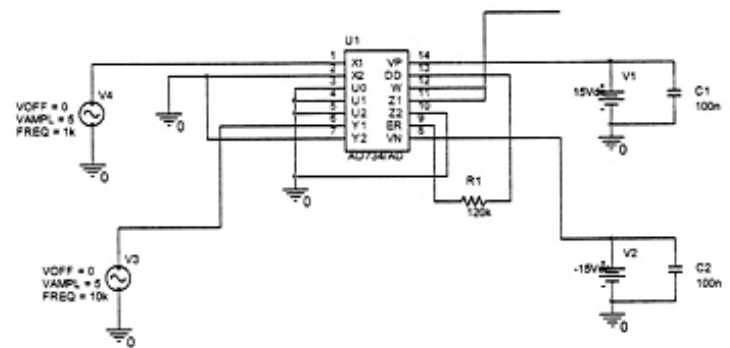 U1
1 X1 VP 14
2 X2 DD 13
3 U0 W 12
4 U1 Z1 11
5 U2 Z2 10
6 Y1 ER 9
7 Y2 VN 8
AD734/AD
V4
VOFF = 0
VAMPL = 5
FREQ = 1k
0
0
0
V3
VOFF = 0
VAMPL = 5
FREQ = 10k
0
R1
120k
V1
15Vdc
C1
100n
0
V2
-15Vdc
C2
100n
0